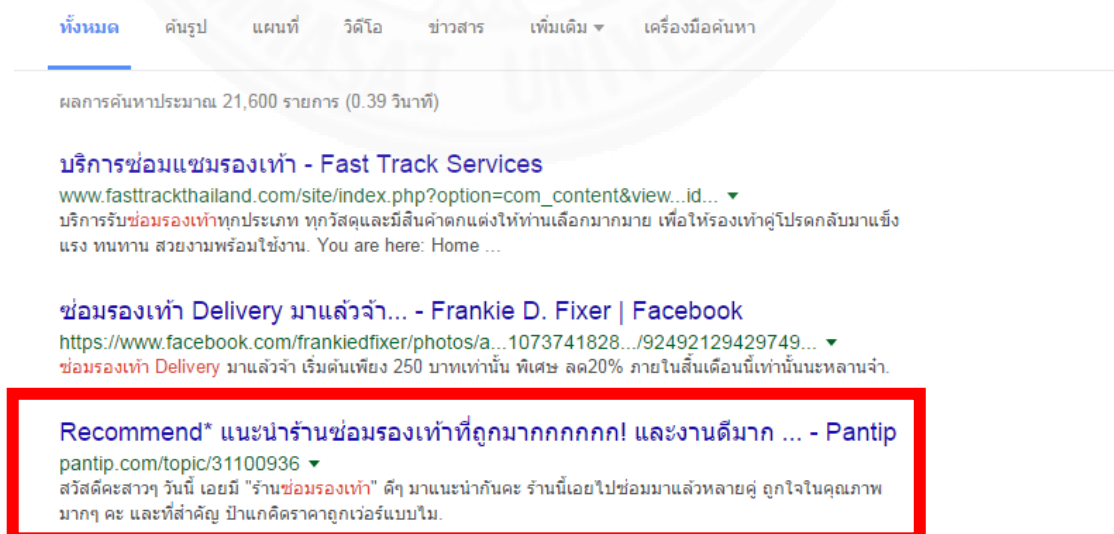 ทั้งหมด ค้นรูป แผนที่ วิดีโอ ข่าวสาร เพิ่มเติม เครื่องมือค้นหา
ผลการค้นหาประมาณ 21,600 รายการ (0.39 วินาที)
บริการซ่อมแซมรองเท้า - Fast Track Services
www.fasttrackthailand.com/site/index.php?option=com_content&view...id...
บริการรับซ่อมรองเท้าทุกประเภท ทุกวัสดุและมีสินค้าตกแต่งให้ท่านเลือกมากมาย เพื่อให้รองเท้าคู่โปรดกลับมาแข็ง
แรง ทนทาน สวยงามพร้อมใช้งาน. You are here: Home ...
ซ่อมรองเท้า Delivery มาแล้วจ้า... - Frankie D. Fixer | Facebook
https://www.facebook.com/frankiedfixer/photos/a...1073741828.../92492129429749...
ซ่อมรองเท้า Delivery มาแล้วจ้า เริ่มต้นเพียง 250 บาทเท่านั้น พิเศษ ลด20% ภายในสิ้นเดือนนี้เท่านั้นนะหลานจ๋า.
Recommend* แนะนำร้านซ่อมรองเท้าที่ถูกมากกกกกก! และงานดีมาก ... - Pantip
pantip.com/topic/31100936
สวัสดีคะสาวๆ วันนี้ เอยมี "ร้านซ่อมรองเท้า" ดีๆ มาแนะนำกันคะ ร้านนี้เอยไปซ่อมมาแล้วหลายคู่ ถูกใจในคุณภาพ
มากๆ คะ และที่สำคัญ ป้าแกคิดราคาถูกเว่อร์แบบไม.